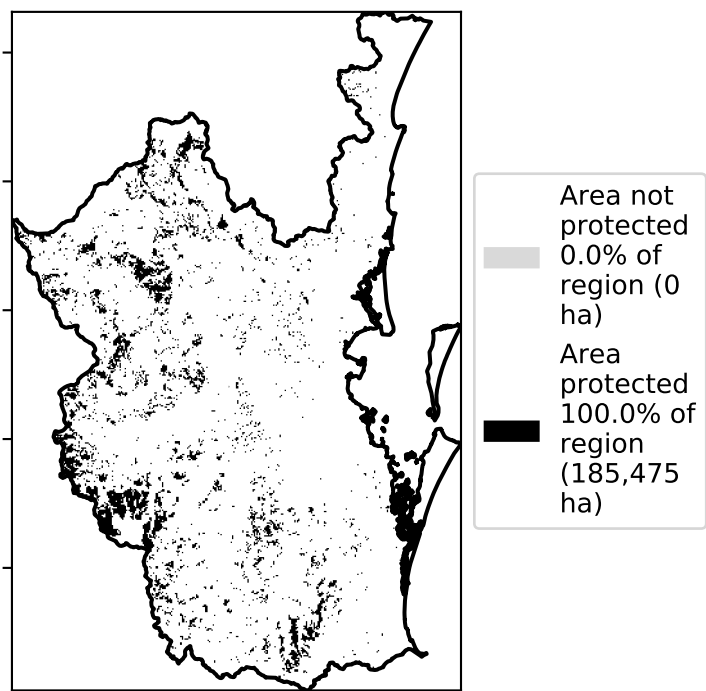 Area not
protected
0.0% of
region (0
ha)
Area
protected
100.0% of
region
(185,475
ha)